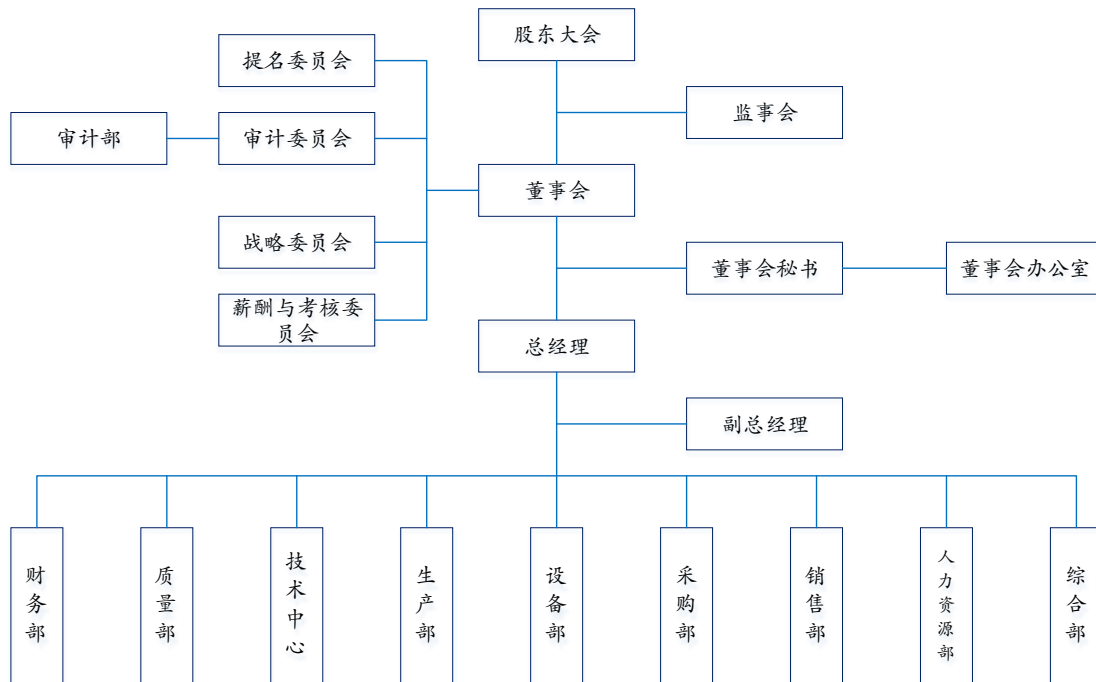 股东大会
提名委员会
监事会
审计部
审计委员会
董事会
战略委员会
董事会秘书
董事会办公室
薪酬与考核委
员会
总经理
副总经理
财务部
质量部
技术中心
生产部
设备部
采购部
销售部
人力资源部
综合部